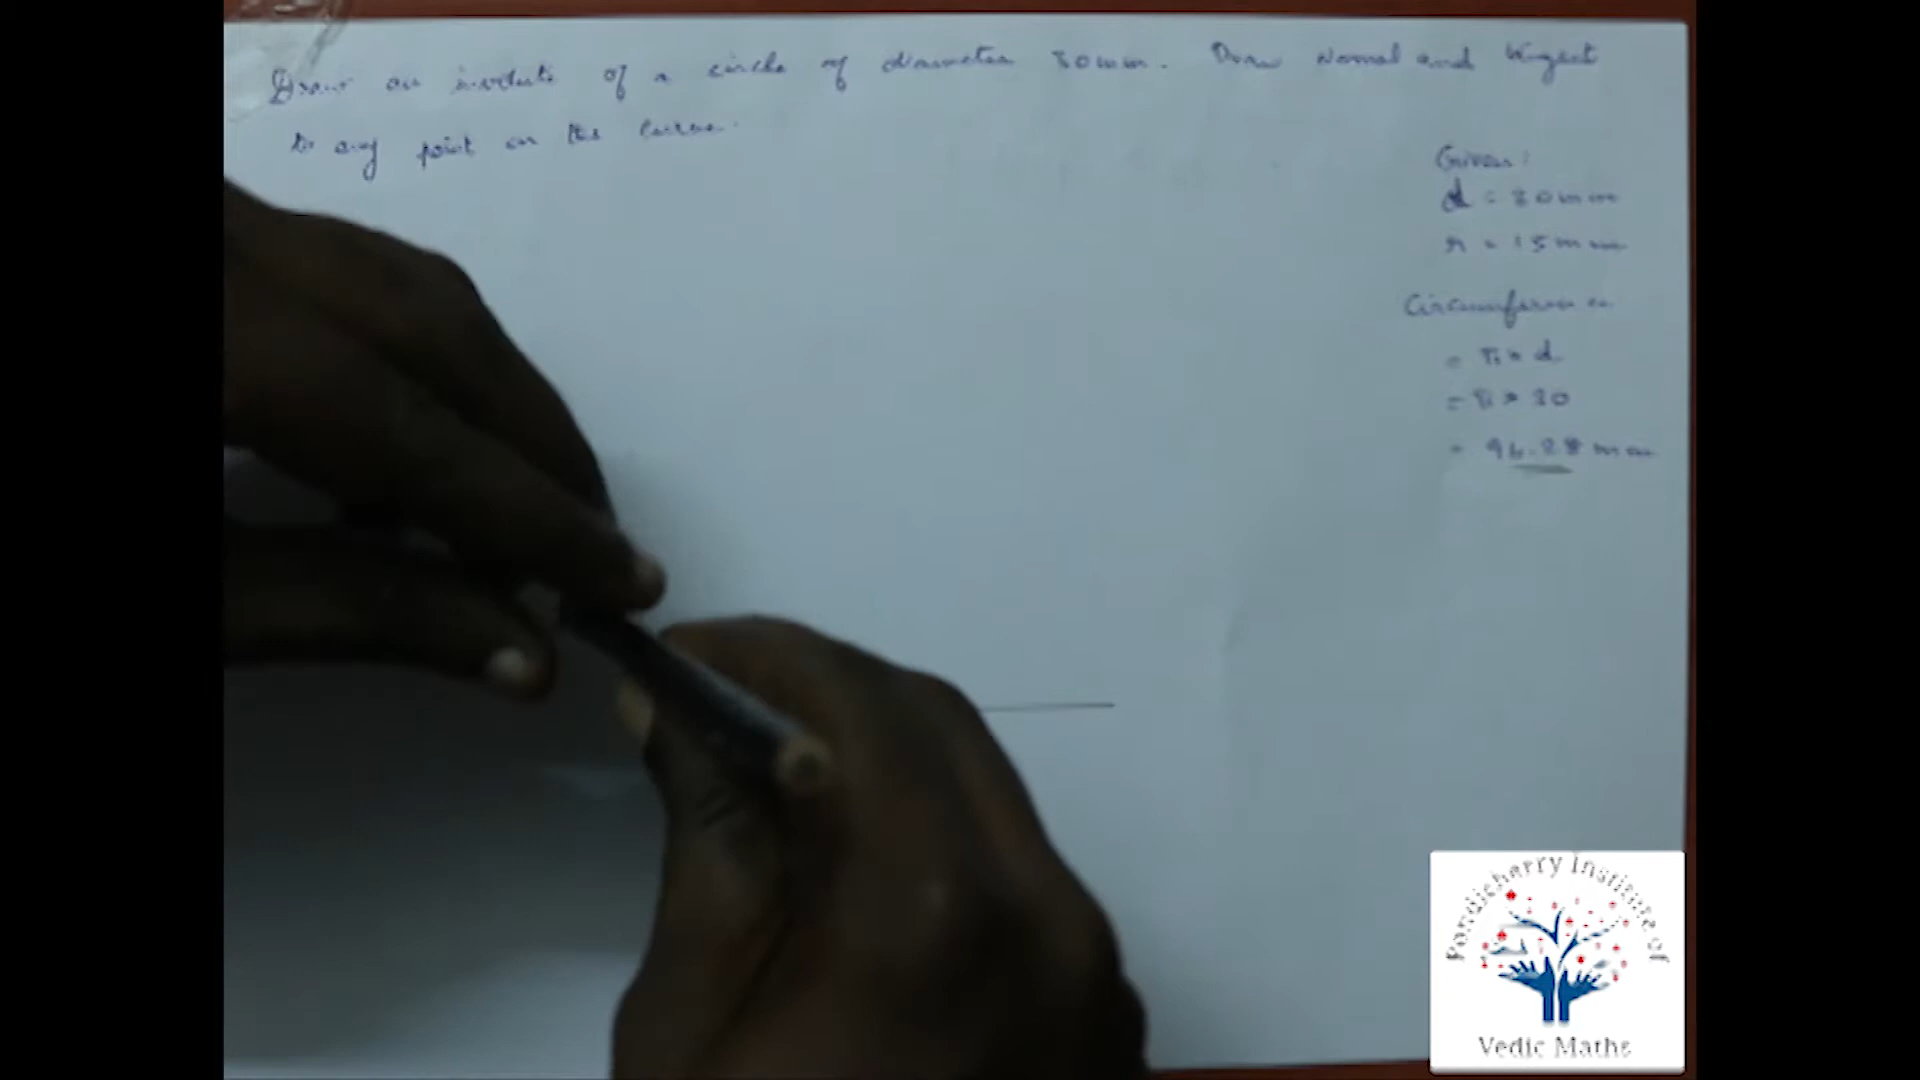 Draw an involute of a circle of diameter 30mm. Draw Normal and tangent
to any point on the curve.
Given:
d = 30mm
r = 15mm
Circumference
= π × d
= π × 30
= 94.28 mm
Pondicherry Institute of
Vedic Maths